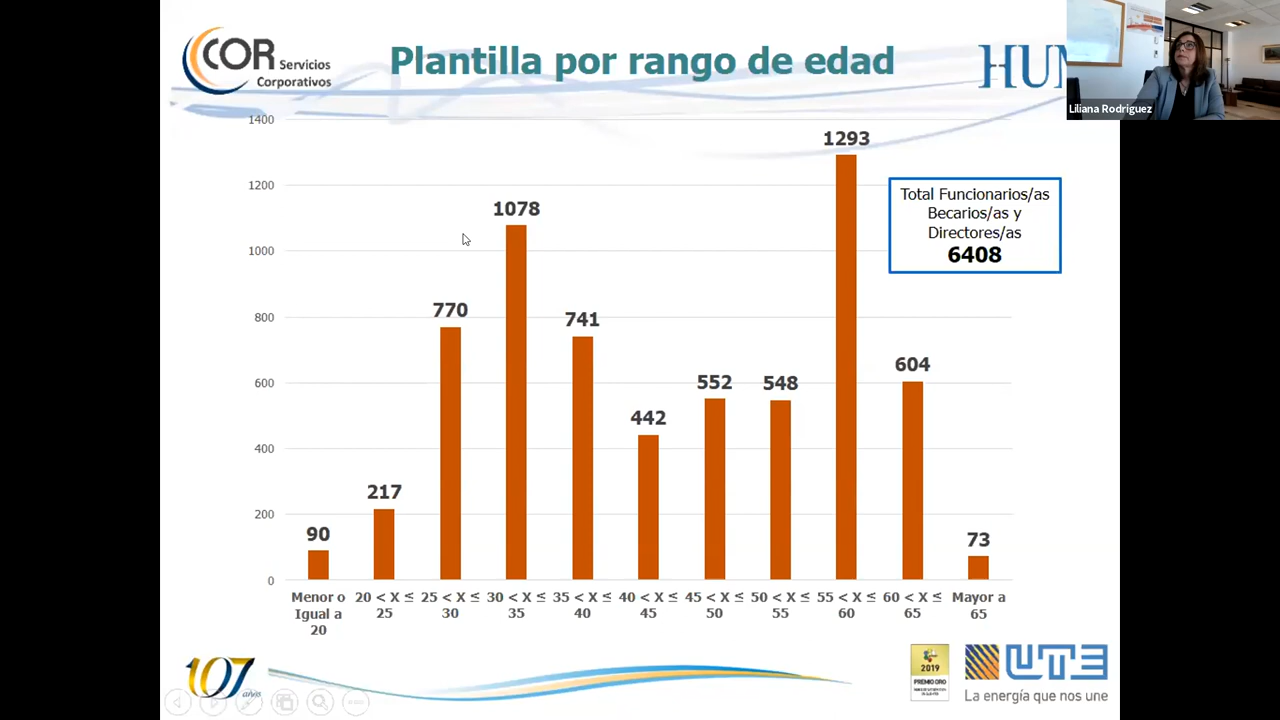 COR Servicios
Corporativos
Plantilla por rango de edad
HUM
Liliana Rodriguez
1400
1200
1000
800
600
400
200
0
90
217
770
1078
741
442
552
548
1293
604
73
Total Funcionarios/as
Becarios/as y
Directores/as
6408
Menor o
Igual a
20
20 < X ≤
25
25 < X ≤
30
30 < X ≤
35
35 < X ≤
40
40 < X ≤
45
45 < X ≤
50
50 < X ≤
55
55 < X ≤
60
60 < X ≤
65
Mayor a
65
107
años
2019
PREMIO ORO
UTE
La energía que nos une